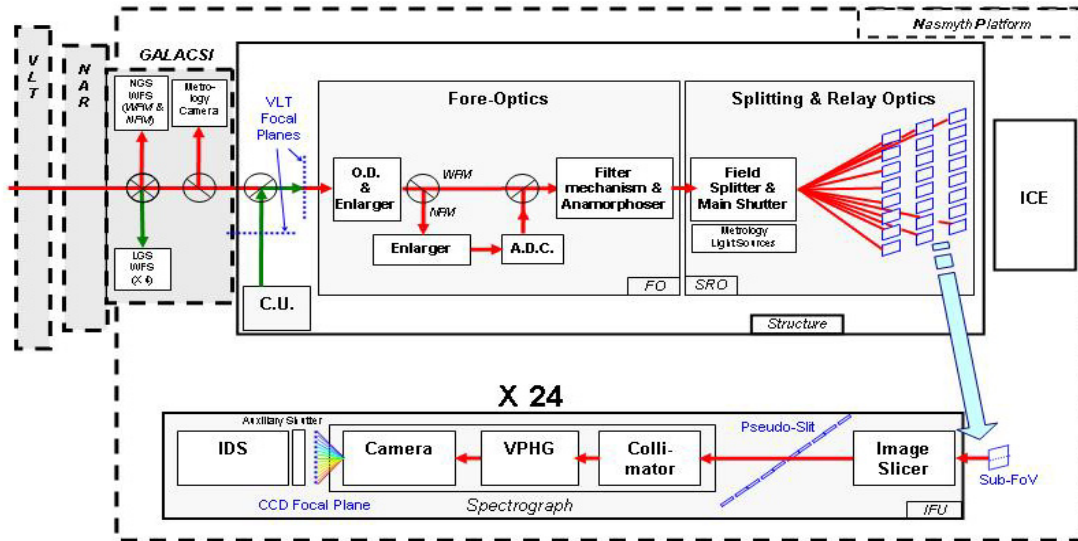 Nasmyth Platform
VLT
NAR
GALACSI
NGS
WFS
(WFM &
NFM)
Metro-
logy
Camera
LGS
WFS
(X 4)
C.U.
VLT
Focal
Planes
Fore-Optics
O.D.
&
Enlarger
WFM
NFM
Enlarger
A.D.C.
Filter
mechanism &
Anamorphoser
FO
Splitting & Relay Optics
Field
Splitter &
Main Shutter
Metrology
Light Sources
SRO
Structure
ICE
X 24
Auxiliary Shutter
IDS
Camera
VPHG
Colli-
mator
Pseudo-Slit
Image
Slicer
Sub-FoV
CCD Focal Plane
Spectrograph
IFU